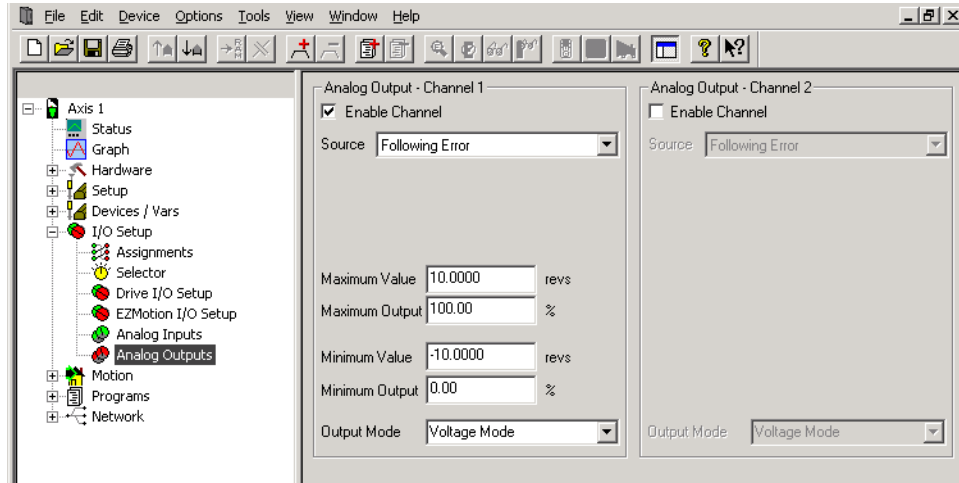 File Edit Device Options Tools View Window Help
Axis 1
Status
Graph
Hardware
Setup
Devices / Vars
I/O Setup
Assignments
Selector
Drive I/O Setup
EZMotion I/O Setup
Analog Inputs
Analog Outputs
Motion
Programs
Network
Analog Output - Channel 1
Enable Channel
Source Following Error
Maximum Value 10.0000 revs
Maximum Output 100.00 %
Minimum Value -10.0000 revs
Minimum Output 0.00 %
Output Mode Voltage Mode
Analog Output - Channel 2
Enable Channel
Source Following Error
Output Mode Voltage Mode